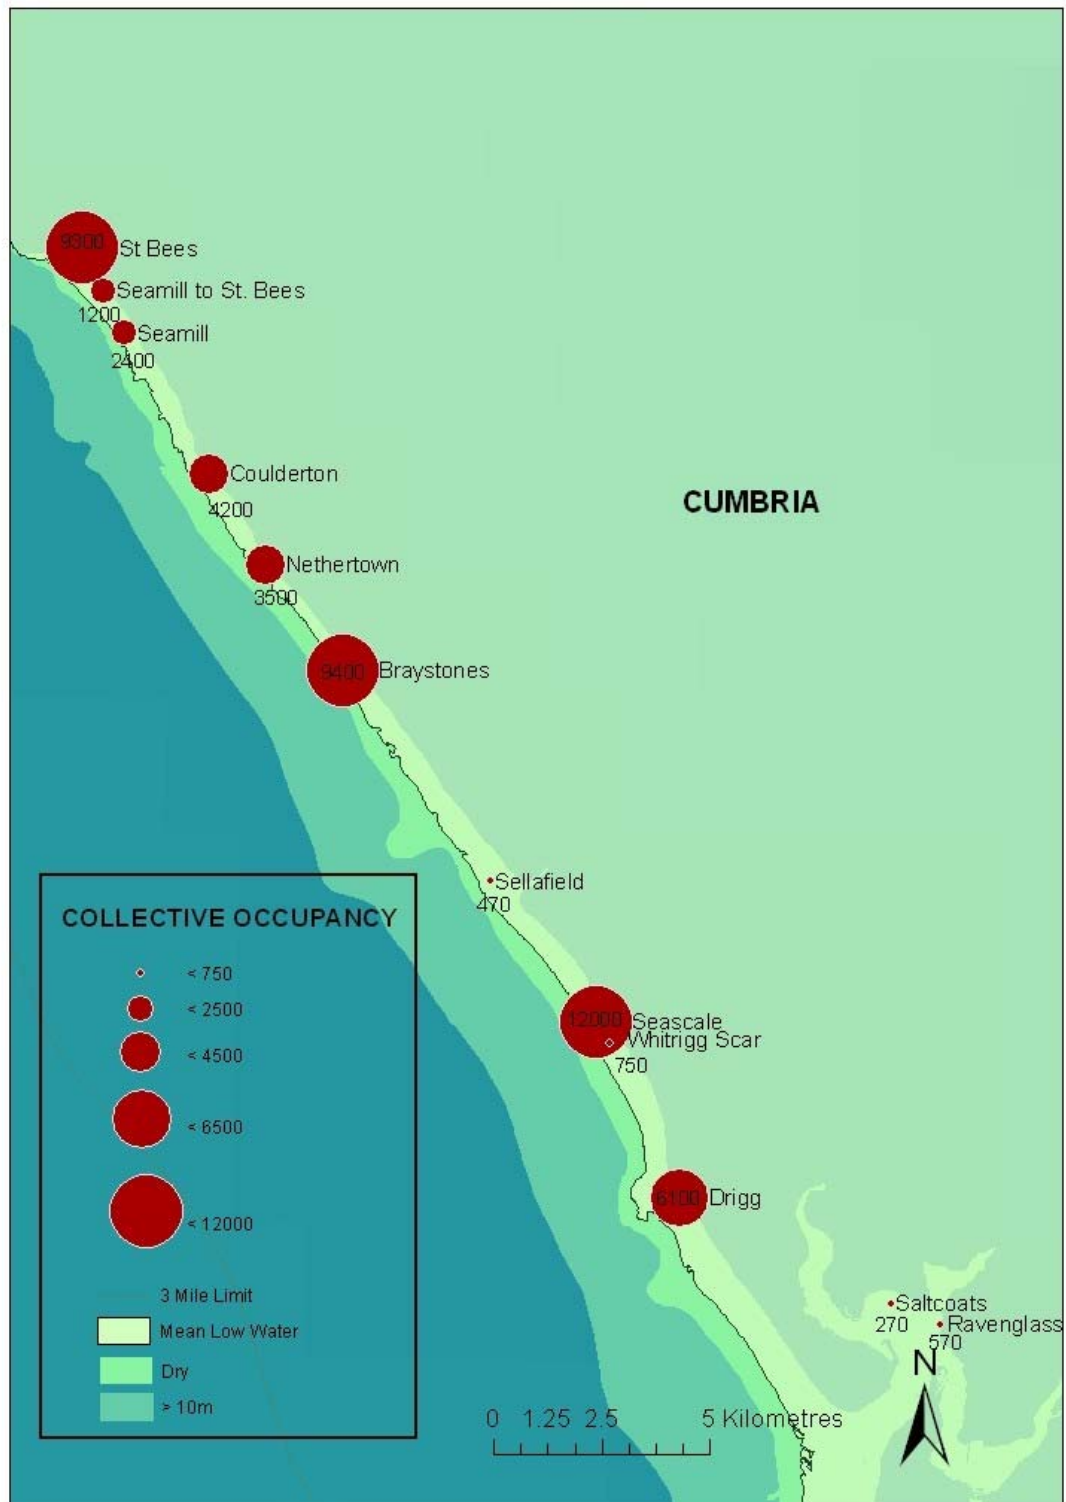 9300
St Bees
Seamill to St. Bees
1200
Seamill
2400
Coulderton
4200
CUMBRIA
Nethertown
3500
9400
Braystones
Sellafield
470
12000
Seascale
Whitrigg Scar
750
6100
Drigg
Saltcoats
270
Ravenglass
570
N
COLLECTIVE OCCUPANCY
< 750
< 2500
< 4500
< 6500
< 12000
3 Mile Limit
Mean Low Water
Dry
> 10m
0 1.25 2.5 5 Kilometres